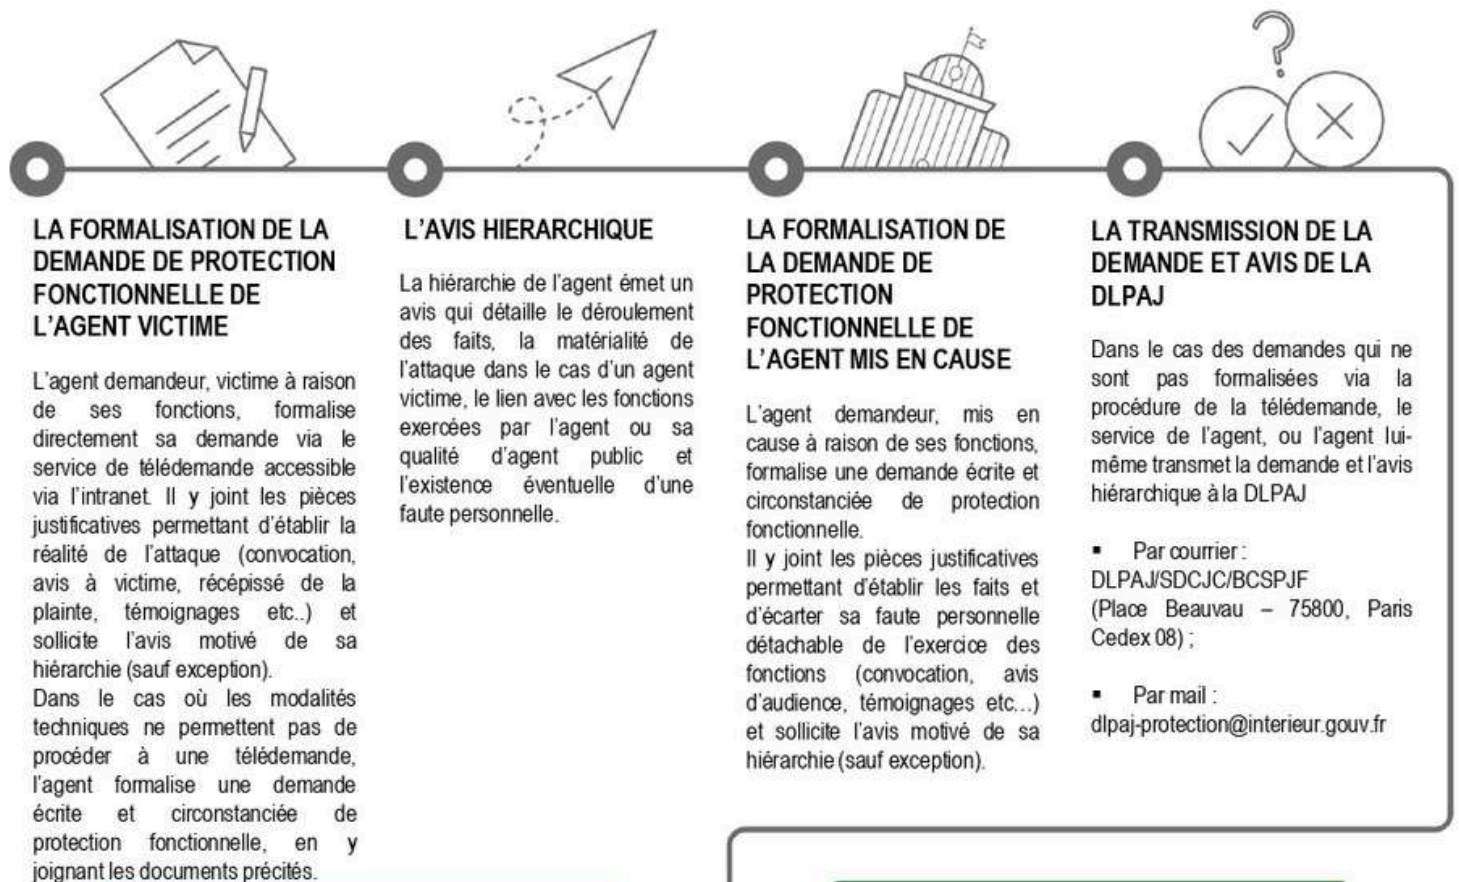 LA FORMALISATION DE LA
DEMANDE DE PROTECTION
FONCTIONNELLE DE
L'AGENT VICTIME
L'agent demandeur, victime à raison
de ses fonctions, formalise
directement sa demande via le
service de télédemande accessible
via l'intranet. Il y joint les pièces
justificatives permettant d'établir la
réalité de l'attaque (convocation,
avis à victime, récépissé de la
plainte, témoignages etc..) et
sollicite l'avis motivé de sa
hiérarchie (sauf exception).
Dans le cas où les modalités
techniques ne permettent pas de
procéder à une télédemande,
l'agent formalise une demande
écrite et circonstanciée de
protection fonctionnelle, en y
joignant les documents précités.
L'AVIS HIERARCHIQUE
La hiérarchie de l'agent émet un
avis qui détaille le déroulement
des faits, la matérialité de
l'attaque dans le cas d'un agent
victime, le lien avec les fonctions
exercées par l'agent ou sa
qualité d'agent public et
l'existence éventuelle d'une
faute personnelle.
LA FORMALISATION DE
LA DEMANDE DE
PROTECTION
FONCTIONNELLE DE
L'AGENT MIS EN CAUSE
L'agent demandeur, mis en
cause à raison de ses fonctions,
formalise une demande écrite et
circonstanciée de protection
fonctionnelle.
Il y joint les pièces justificatives
permettant d'établir les faits et
d'écarter sa faute personnelle
détachable de l'exercice des
fonctions (convocation, avis
d'audience, témoignages etc...)
et sollicite l'avis motivé de sa
hiérarchie (sauf exception).
LA TRANSMISSION DE LA
DEMANDE ET AVIS DE LA
DLPAJ
Dans le cas des demandes qui ne
sont pas formalisées via la
procédure de la télédemande, le
service de l'agent, ou l'agent lui-
même transmet la demande et l'avis
hiérarchique à la DLPAJ
▪ Par courrier :
DLPAJ/SDCJC/BCSPJF
(Place Beauvau – 75800, Paris
Cedex 08) ;
▪ Par mail :
dlpaj-protection@interieur.gouv.fr